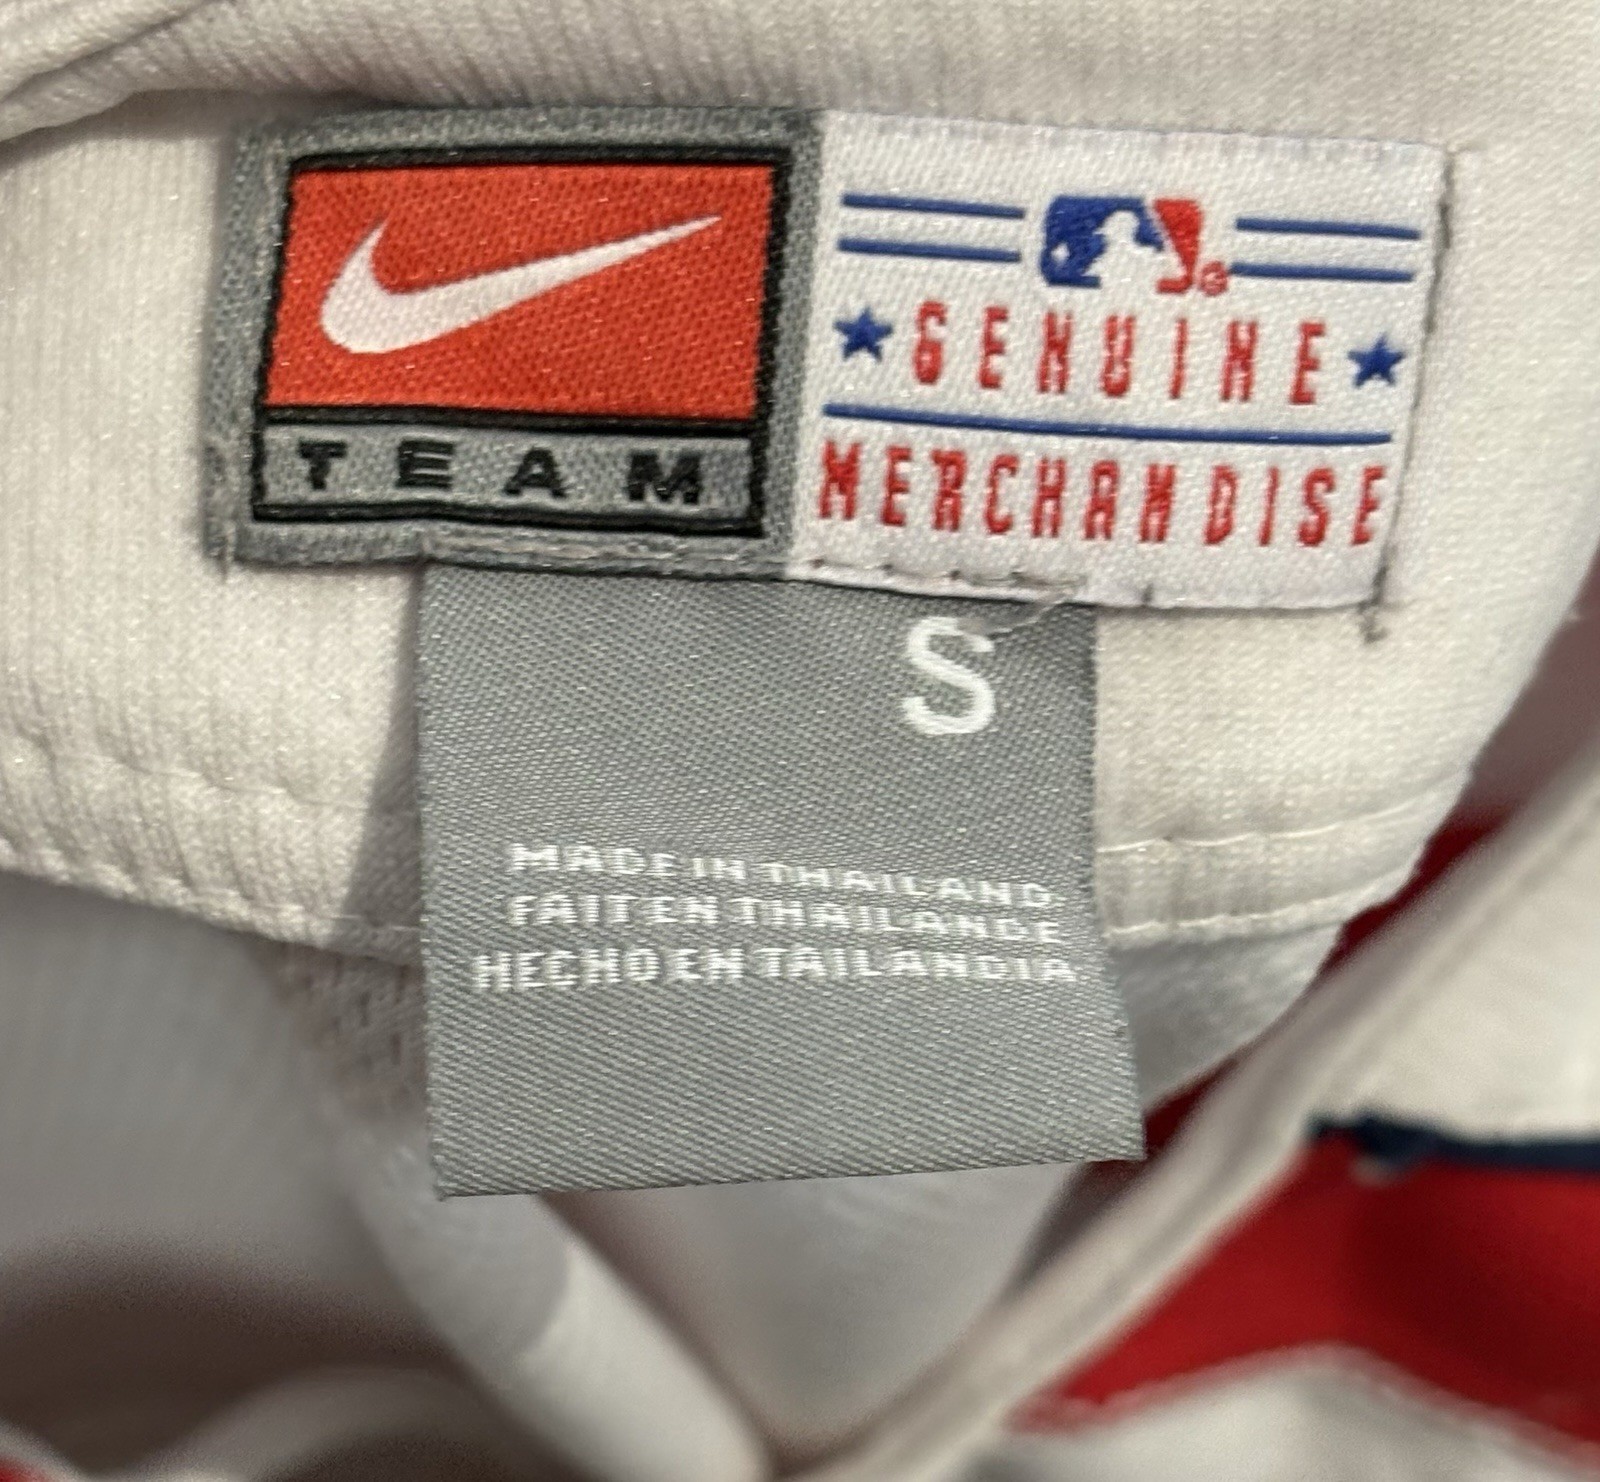 TEAM
GENUINE
MERCHANDISE
S
MADE IN THAILAND
FAIT EN THAILANDE
HECHO EN TAILANDIA